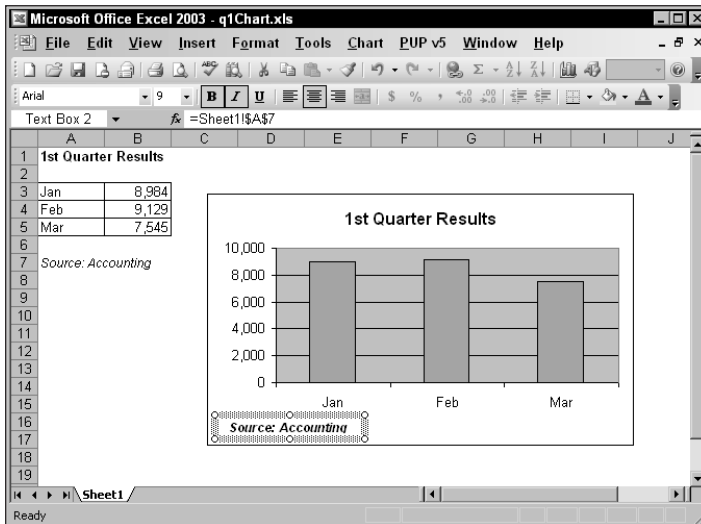 Microsoft Office Excel 2003 - q1Chart.xls
File Edit View Insert Format Tools Chart PUP v5 Window Help
Arial 9 B I U $ % ,
Text Box 2 fx =Sheet1!$A$7
A B C D E F G H I J
1 1st Quarter Results
2
3 Jan 8,984
4 Feb 9,129
5 Mar 7,545
6
7 Source: Accounting
8
9
10
11
12
13
14
15
16
17
18
19
1st Quarter Results
10,000
8,000
6,000
4,000
2,000
0
Jan Feb Mar
Source: Accounting
Sheet1
Ready